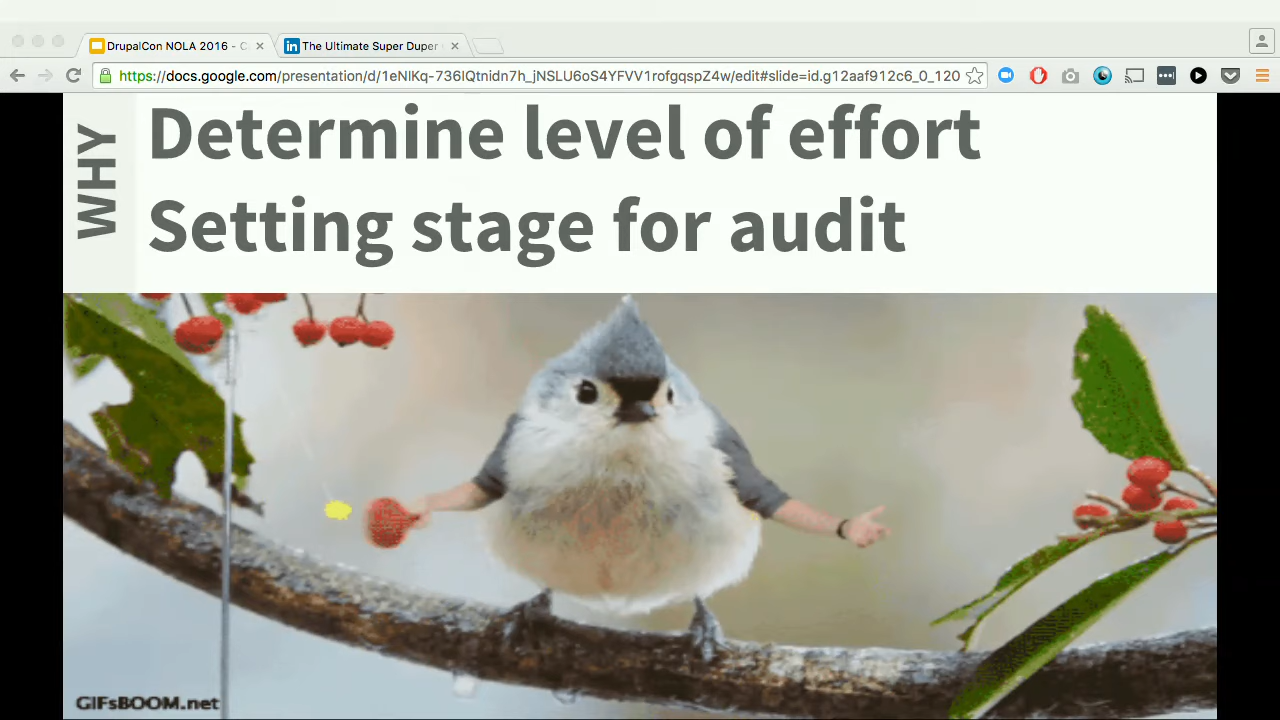 DrupalCon NOLA 2016 - C
The Ultimate Super Duper
https://docs.google.com/presentation/d/1eNlKq-736IQtnidn7h_jNSLU6oS4YFVV1rofgqspZ4w/edit#slide=id.g12aaf912c6_0_120
WHY
Determine level of effort
Setting stage for audit
GIFsBOOM.net